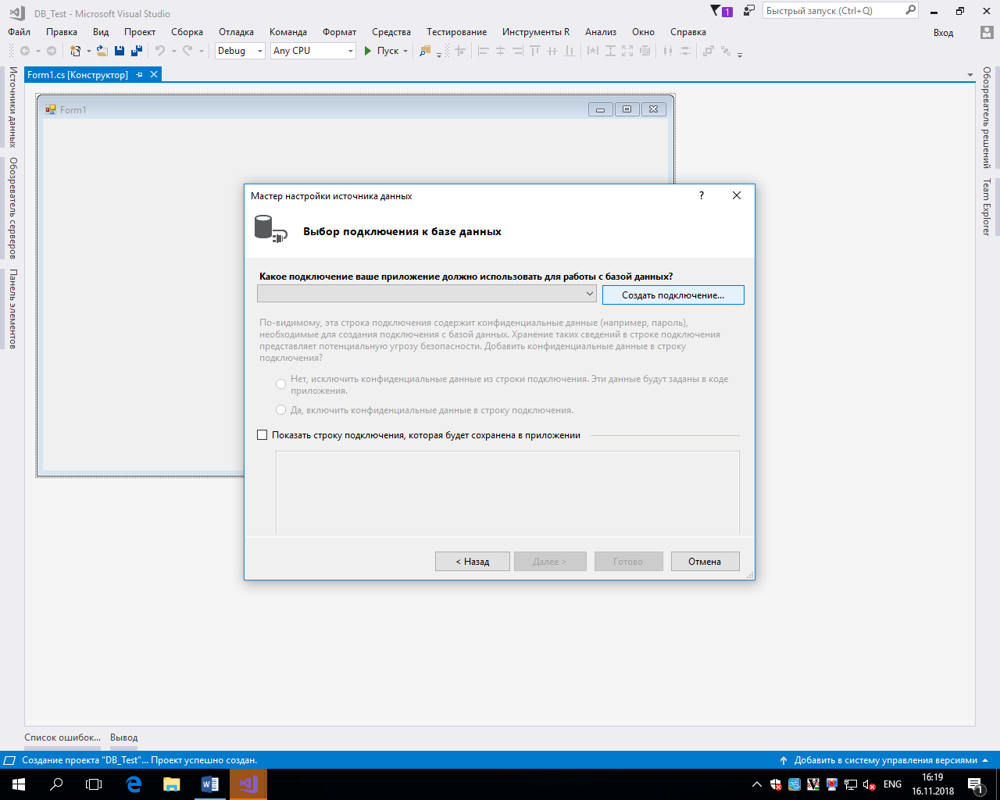 DB_Test - Microsoft Visual Studio
1
Быстрый запуск (Ctrl+Q)
Файл Правка Вид Проект Сборка Отладка Команда Формат Средства Тестирование Инструменты R Анализ Окно Справка Вход
Debug Any CPU Пуск
Form1.cs [Конструктор]
Источники данных
Обозреватель серверов
Панель элементов
Обозреватель решений
Team Explorer
Form1
Мастер настройки источника данных ?
Выбор подключения к базе данных
Какое подключение ваше приложение должно использовать для работы с базой данных?
Создать подключение...
По-видимому, эта строка подключения содержит конфиденциальные данные (например, пароль),
необходимые для создания подключения с базой данных. Хранение таких сведений в строке подключения
представляет потенциальную угрозу безопасности. Добавить конфиденциальные данные в строку
подключения?
Нет, исключить конфиденциальные данные из строки подключения. Эти данные будут заданы в коде
приложения.
Да, включить конфиденциальные данные в строку подключения.
Показать строку подключения, которая будет сохранена в приложении
< Назад Далее > Готово Отмена
Список ошибок... Вывод
Создание проекта "DB_Test"... Проект успешно создан. Добавить в систему управления версиями
ENG
16:19
16.11.2018
1